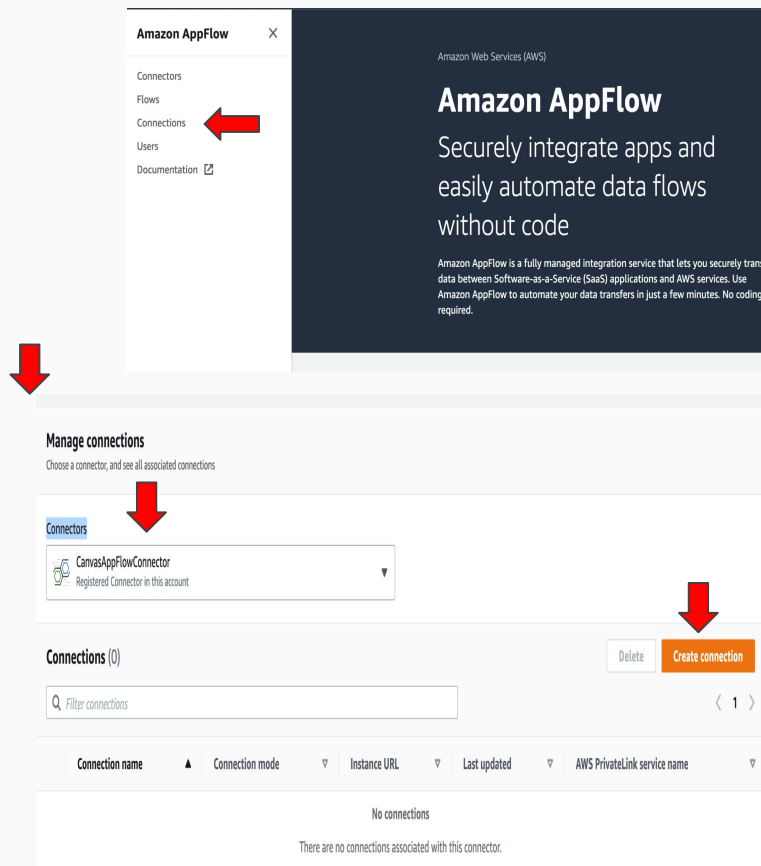 Amazon AppFlow
Connectors
Flows
Connections
Users
Documentation
Amazon Web Services (AWS)
Amazon AppFlow
Securely integrate apps and
easily automate data flows
without code
Amazon AppFlow is a fully managed integration service that lets you securely trans
data between Software-as-a-Service (SaaS) applications and AWS services. Use
Amazon AppFlow to automate your data transfers in just a few minutes. No coding
required.
Manage connections
Choose a connector, and see all associated connections
Connectors
CanvasAppFlowConnector
Registered Connector in this account
Connections (0)
Delete
Create connection
Filter connections
1
Connection name
Connection mode
Instance URL
Last updated
AWS PrivateLink service name
No connections
There are no connections associated with this connector.